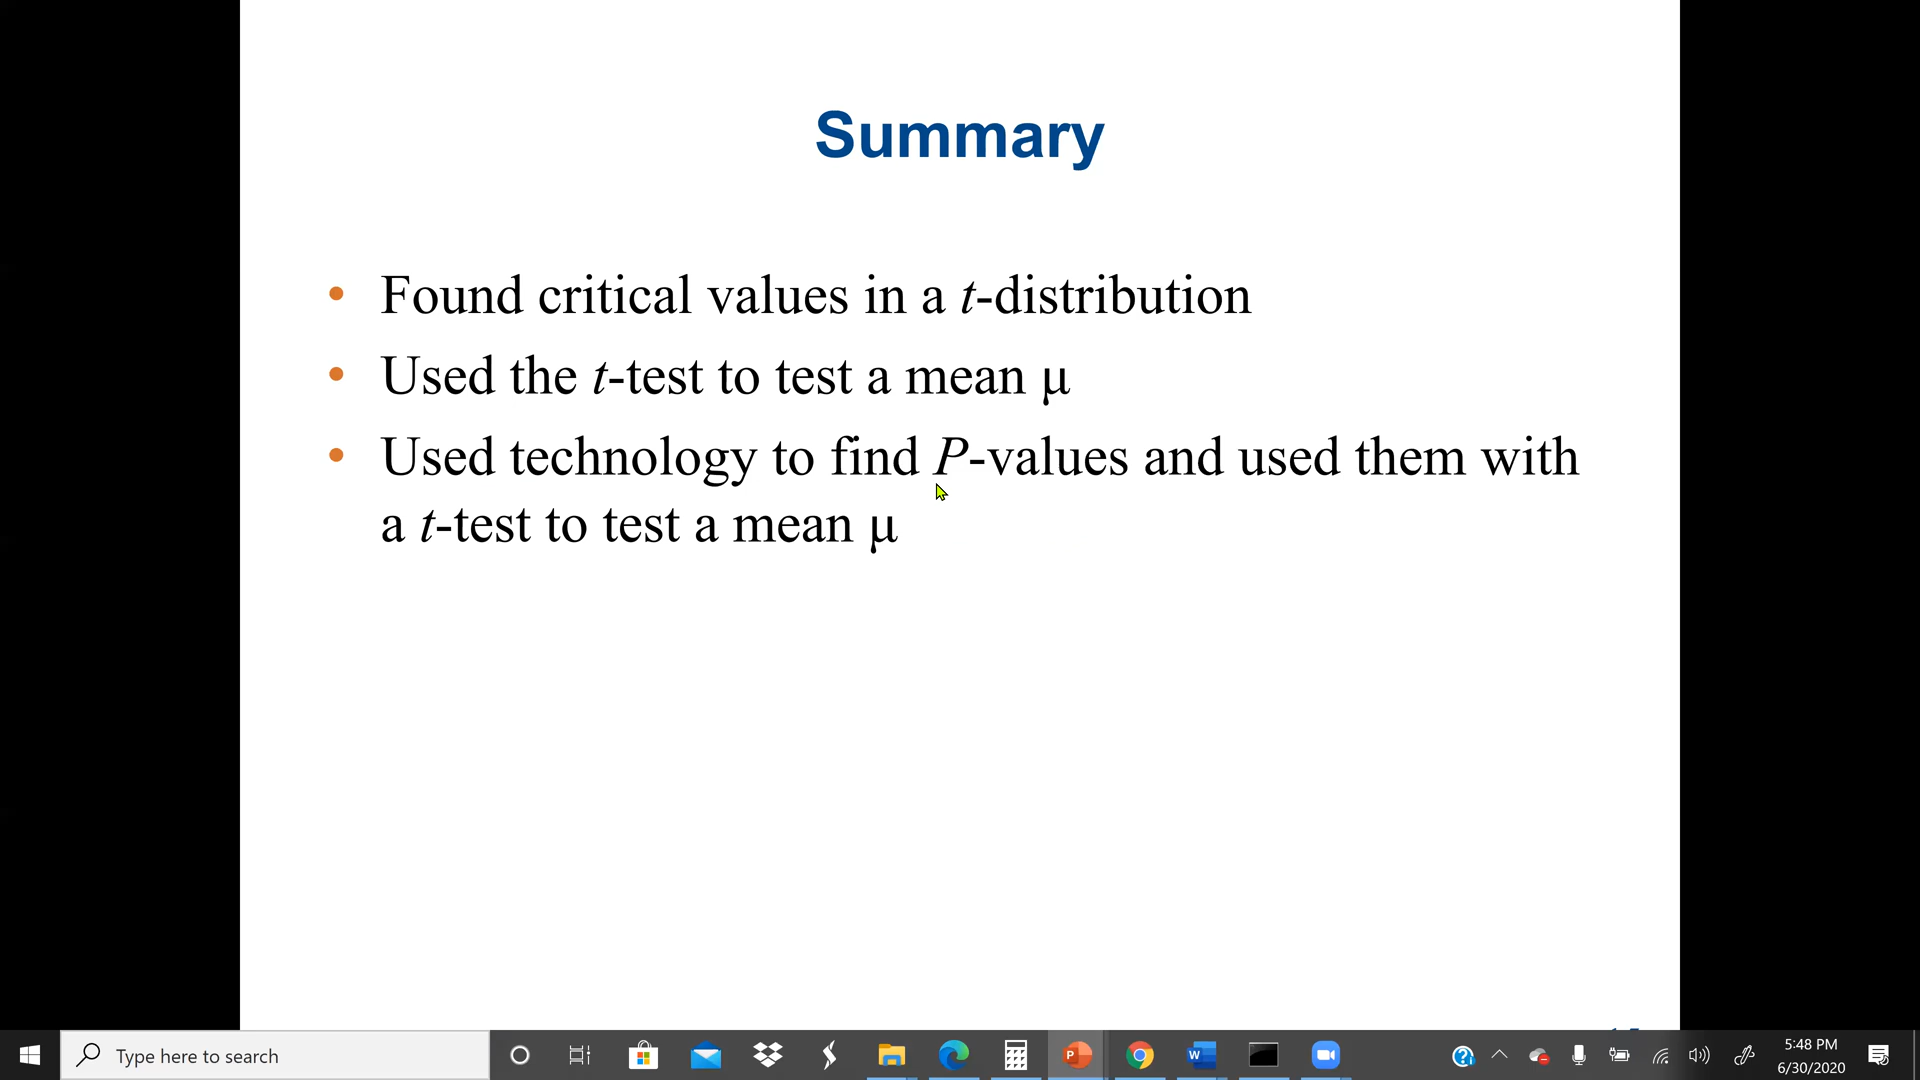 Summary
• Found critical values in a t-distribution
• Used the t-test to test a mean μ
• Used technology to find P-values and used them with
a t-test to test a mean μ
Type here to search
5:48 PM
6/30/2020